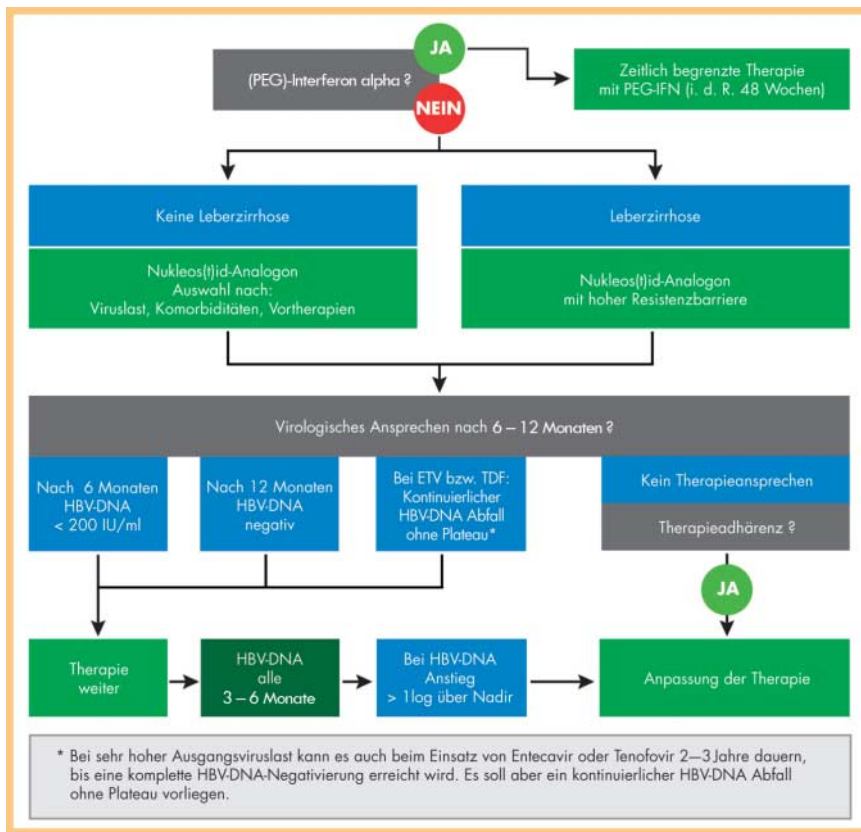 (PEG)-Interferon alpha ?
JA
NEIN
Zeitlich begrenzte Therapie
mit PEG-IFN (i. d. R. 48 Wochen)
Keine Leberzirrhose
Nukleos(t)id-Analogon
Auswahl nach:
Viruslast, Komorbiditäten, Vortherapien
Leberzirrhose
Nukleos(t)id-Analogon
mit hoher Resistenzbarriere
Virologisches Ansprechen nach 6 – 12 Monaten ?
Nach 6 Monaten
HBV-DNA
< 200 IU/ml
Nach 12 Monaten
HBV-DNA
negativ
Bei ETV bzw. TDF:
Kontinuierlicher
HBV-DNA Abfall
ohne Plateau*
Kein Therapieansprechen
Therapieadhärenz ?
JA
Therapie
weiter
HBV-DNA
alle
3 – 6 Monate
Bei HBV-DNA
Anstieg
> 1log über Nadir
Anpassung der Therapie
* Bei sehr hoher Ausgangsviruslast kann es auch beim Einsatz von Entecavir oder Tenofovir 2—3 Jahre dauern,
bis eine komplette HBV-DNA-Negativierung erreicht wird. Es soll aber ein kontinuierlicher HBV-DNA Abfall
ohne Plateau vorliegen.